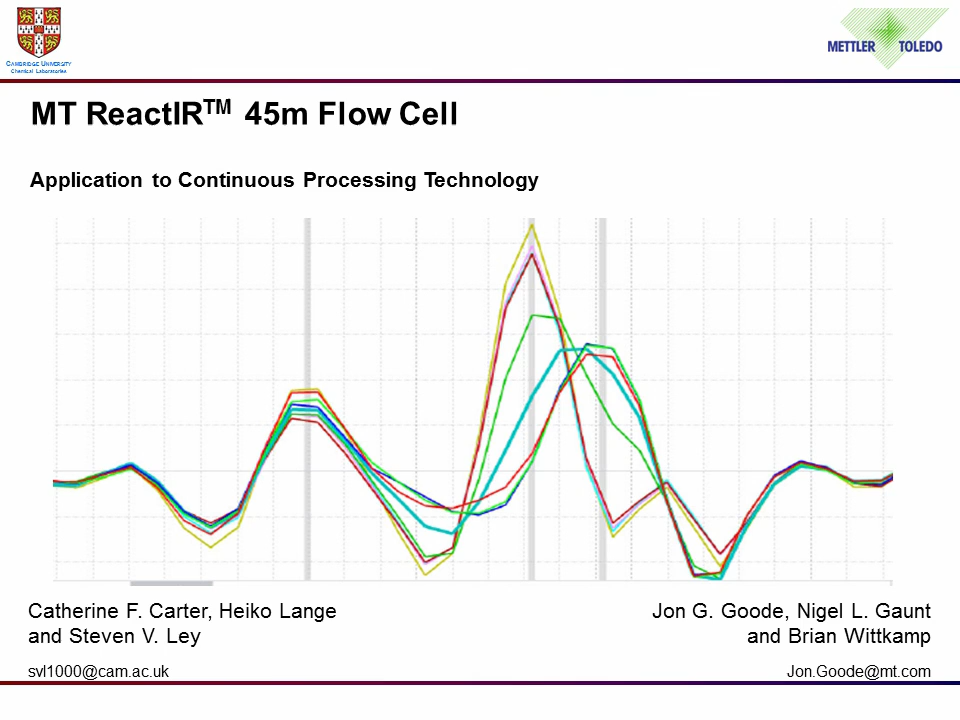 CAMBRIDGE UNIVERSITY
Chemical Laboratories
METTLER TOLEDO
MT ReactIRTM 45m Flow Cell
Application to Continuous Processing Technology
Catherine F. Carter, Heiko Lange
and Steven V. Ley
Jon G. Goode, Nigel L. Gaunt
and Brian Wittkamp
svl1000@cam.ac.uk
Jon.Goode@mt.com